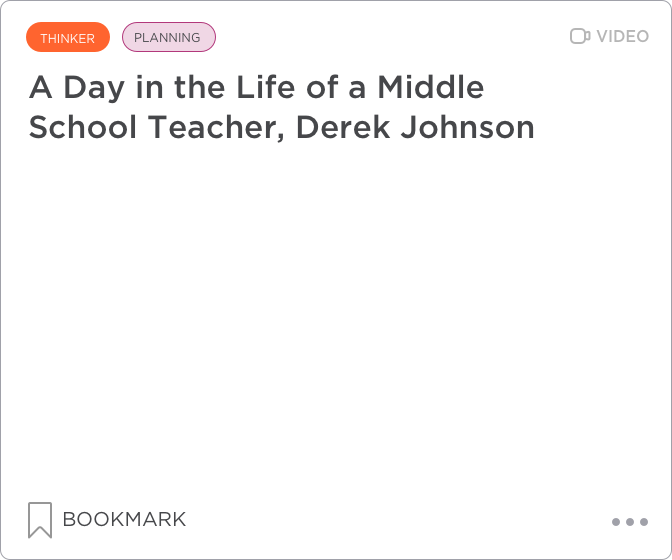 THINKER PLANNING VIDEO
A Day in the Life of a Middle
School Teacher, Derek Johnson
BOOKMARK